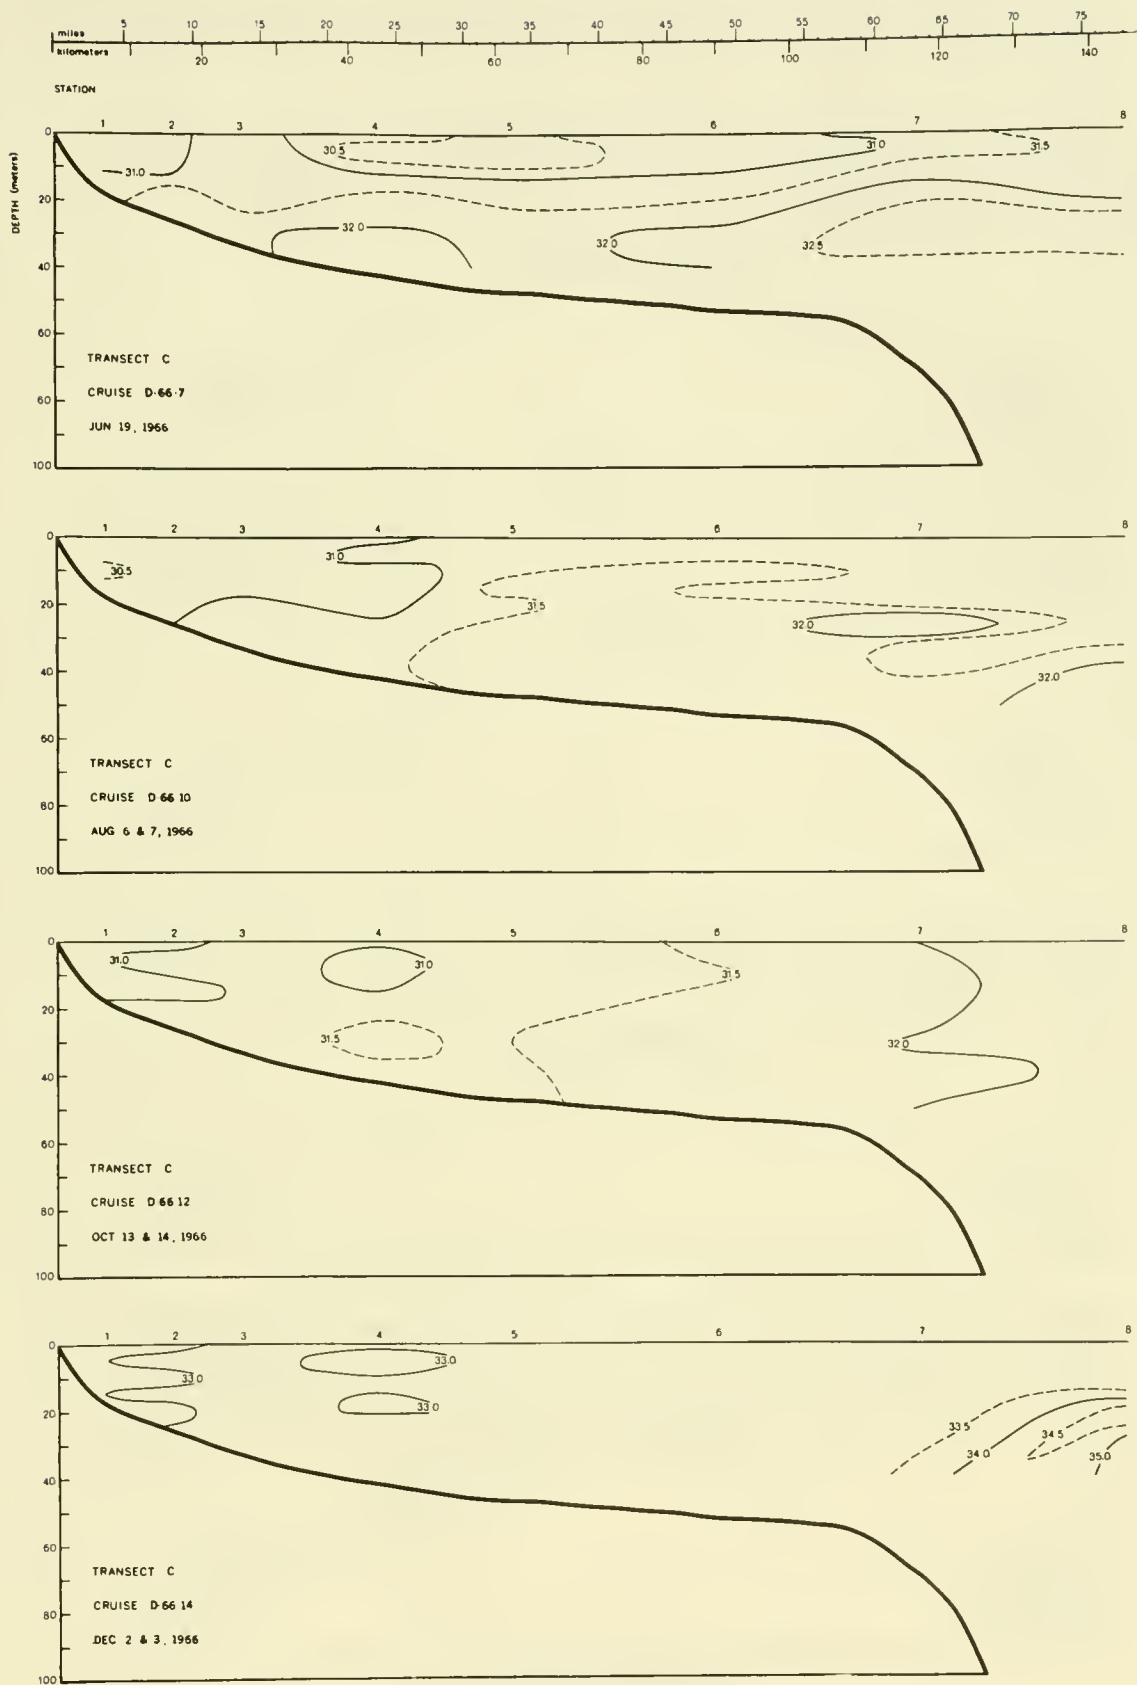 miles 5 10 15 20 25 30 35 40 45 50 55 60 65 70 75
kilometers 20 40 60 80 100 120 140
STATION
1 2 3 4 5 6 7 8
DEPTH (meters)
0
20
40
60
80
100
31.0
30.5
31.0
31.5
32.0
32.0
32.5
TRANSECT C
CRUISE D-66-7
JUN 19, 1966
1 2 3 4 5 6 7 8
0
20
40
60
80
100
30.5
31.0
31.5
32.0
32.0
TRANSECT C
CRUISE D-66 10
AUG 6 & 7, 1966
1 2 3 4 5 6 7 8
0
20
40
60
80
100
31.0
31.0
31.5
31.5
32.0
TRANSECT C
CRUISE D-66 12
OCT 13 & 14, 1966
1 2 3 4 5 6 7 8
0
20
40
60
80
100
33.0
33.0
33.0
33.5
34.0
34.5
35.0
TRANSECT C
CRUISE D-66 14
DEC 2 & 3, 1966